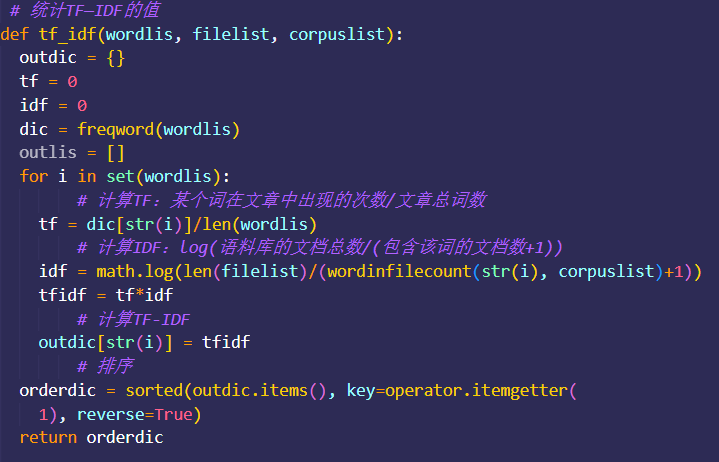 # 统计TF—IDF的值
def tf_idf(wordlis, filelist, corpuslist):
  outdic = {}
  tf = 0
  idf = 0
  dic = freqword(wordlis)
  outlis = []
  for i in set(wordlis):
        # 计算TF：某个词在文章中出现的次数/文章总词数
    tf = dic[str(i)]/len(wordlis)
        # 计算IDF：log(语料库的文档总数/(包含该词的文档数+1))
    idf = math.log(len(filelist)/(wordinfilecount(str(i), corpuslist)+1))
    tfidf = tf*idf
        # 计算TF-IDF
    outdic[str(i)] = tfidf
        # 排序
  orderdic = sorted(outdic.items(), key=operator.itemgetter(
    1), reverse=True)
  return orderdic